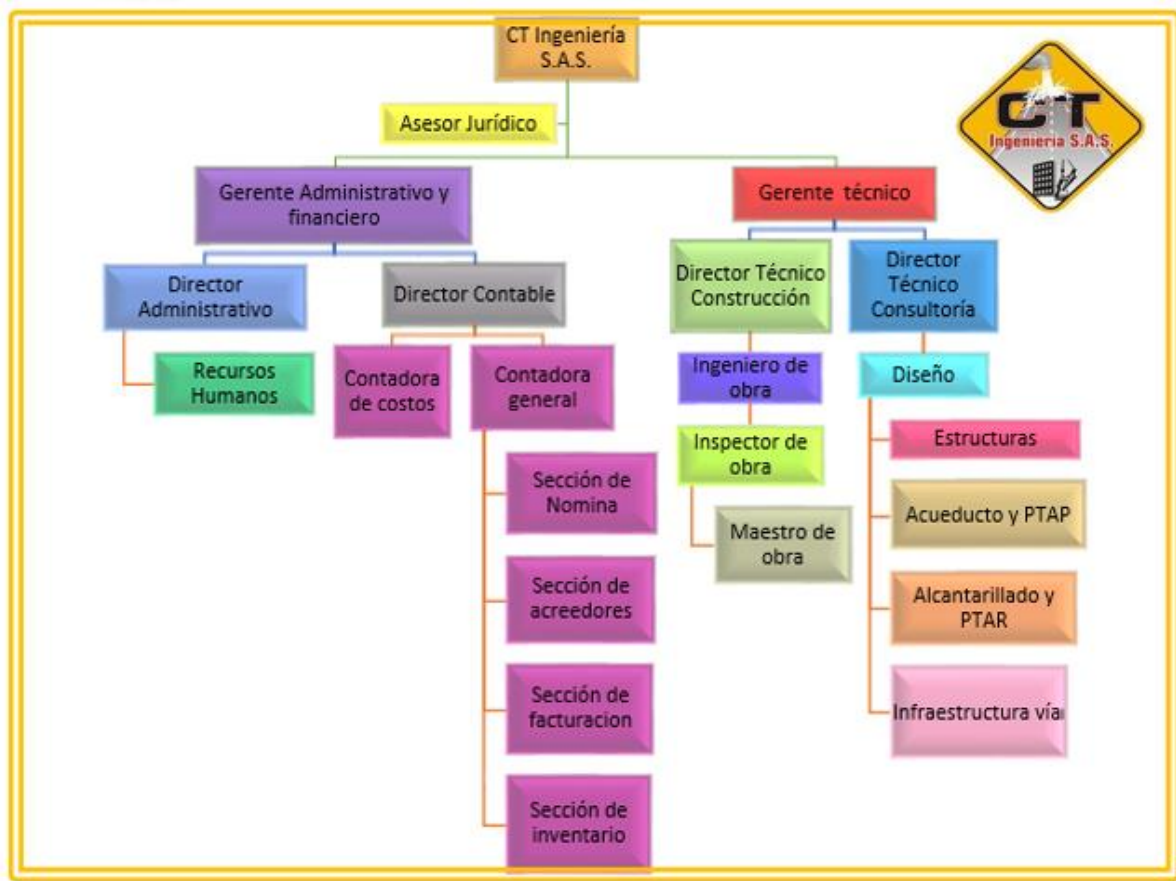 CT Ingeniería
S.A.S.
CT
Ingeniería S.A.S.
Asesor Jurídico
Gerente Administrativo y
financiero
Gerente técnico
Director
Administrativo
Director Contable
Director Técnico
Construcción
Director
Técnico
Consultoría
Recursos
Humanos
Contadora
de costos
Contadora
general
Ingeniero de
obra
Diseño
Inspector de
obra
Estructuras
Sección de
Nomina
Acueducto y PTAP
Maestro de
obra
Sección de
acreedores
Alcantarillado y
PTAR
Sección de
facturacion
Infraestructura
Sección de
inventario